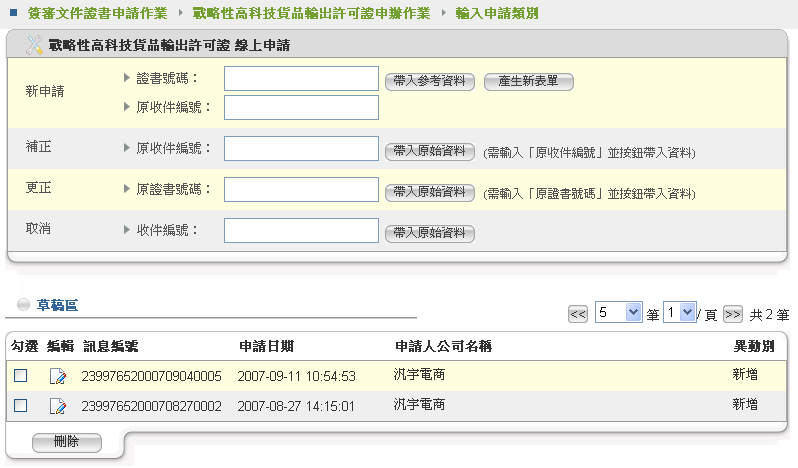 簽審文件證書申請作業 戰略性高科技貨品輸出許可證申辦作業 輸入申請類別
戰略性高科技貨品輸出許可證 線上申請
新申請 證書號碼： 帶入參考資料 產生新表單
原收件編號：
補正 原收件編號： 帶入原始資料 (需輸入「原收件編號」並按鈕帶入資料)
更正 原證書號碼： 帶入原始資料 (需輸入「原證書號碼」並按鈕帶入資料)
取消 收件編號： 帶入原始資料
草稿區
<< 5 筆 1 / 頁 >> 共 2 筆
勾選 編輯 訊息編號 申請日期 申請人公司名稱 異動別
23997652000709040005 2007-09-11 10:54:53 汎宇電商 新增
23997652000708270002 2007-08-27 14:15:01 汎宇電商 新增
刪除